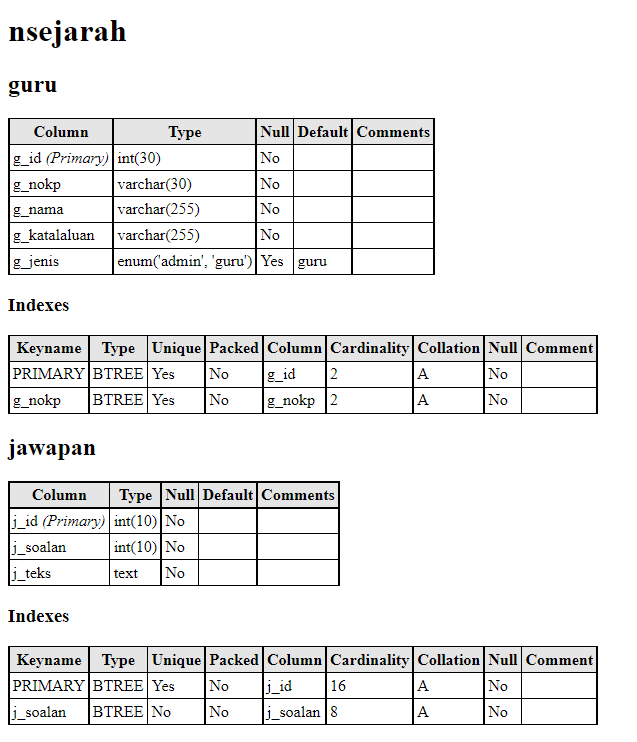 nsejarah
guru
Column Type Null Default Comments
g_id (Primary) int(30) No
g_nokp varchar(30) No
g_nama varchar(255) No
g_katalaluan varchar(255) No
g_jenis enum('admin', 'guru') Yes guru
Indexes
Keyname Type Unique Packed Column Cardinality Collation Null Comment
PRIMARY BTREE Yes No g_id 2 A No
g_nokp BTREE Yes No g_nokp 2 A No
jawapan
Column Type Null Default Comments
j_id (Primary) int(10) No
j_soalan int(10) No
j_teks text No
Indexes
Keyname Type Unique Packed Column Cardinality Collation Null Comment
PRIMARY BTREE Yes No j_id 16 A No
j_soalan BTREE No No j_soalan 8 A No